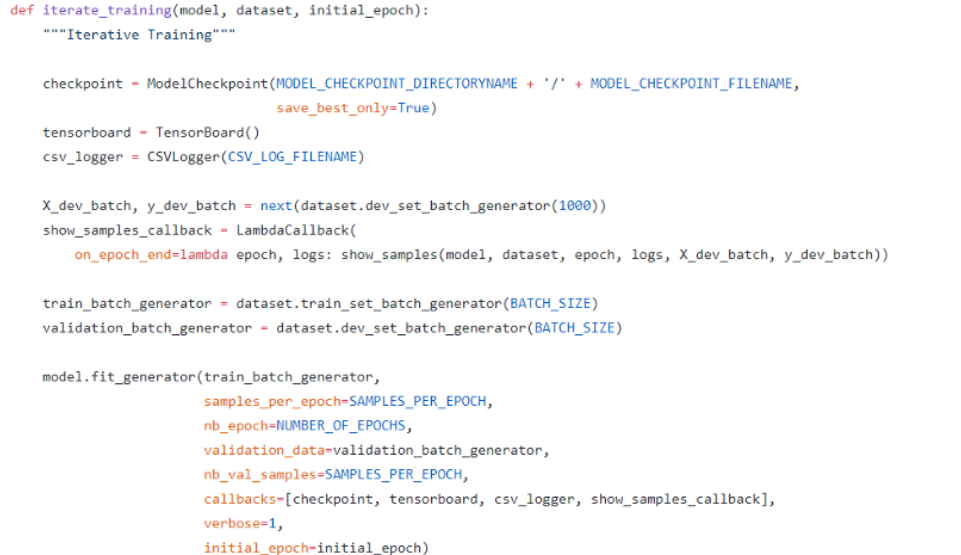 def iterate_training(model, dataset, initial_epoch):
    """Iterative Training"""

    checkpoint = ModelCheckpoint(MODEL_CHECKPOINT_DIRECTORYNAME + '/' + MODEL_CHECKPOINT_FILENAME,
                                 save_best_only=True)
    tensorboard = TensorBoard()
    csv_logger = CSVLogger(CSV_LOG_FILENAME)

    X_dev_batch, y_dev_batch = next(dataset.dev_set_batch_generator(1000))
    show_samples_callback = LambdaCallback(
        on_epoch_end=lambda epoch, logs: show_samples(model, dataset, epoch, logs, X_dev_batch, y_dev_batch))

    train_batch_generator = dataset.train_set_batch_generator(BATCH_SIZE)
    validation_batch_generator = dataset.dev_set_batch_generator(BATCH_SIZE)

    model.fit_generator(train_batch_generator,
                        samples_per_epoch=SAMPLES_PER_EPOCH,
                        nb_epoch=NUMBER_OF_EPOCHS,
                        validation_data=validation_batch_generator,
                        nb_val_samples=SAMPLES_PER_EPOCH,
                        callbacks=[checkpoint, tensorboard, csv_logger, show_samples_callback],
                        verbose=1,
                        initial_epoch=initial_epoch)